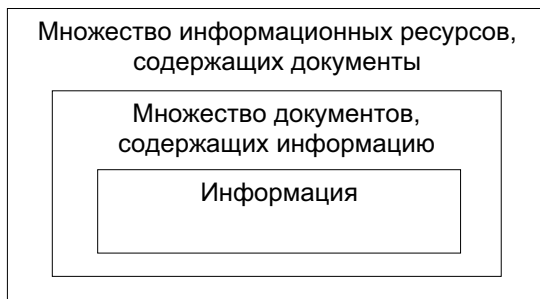 Множество информационных ресурсов,
содержащих документы
Множество документов,
содержащих информацию
Информация